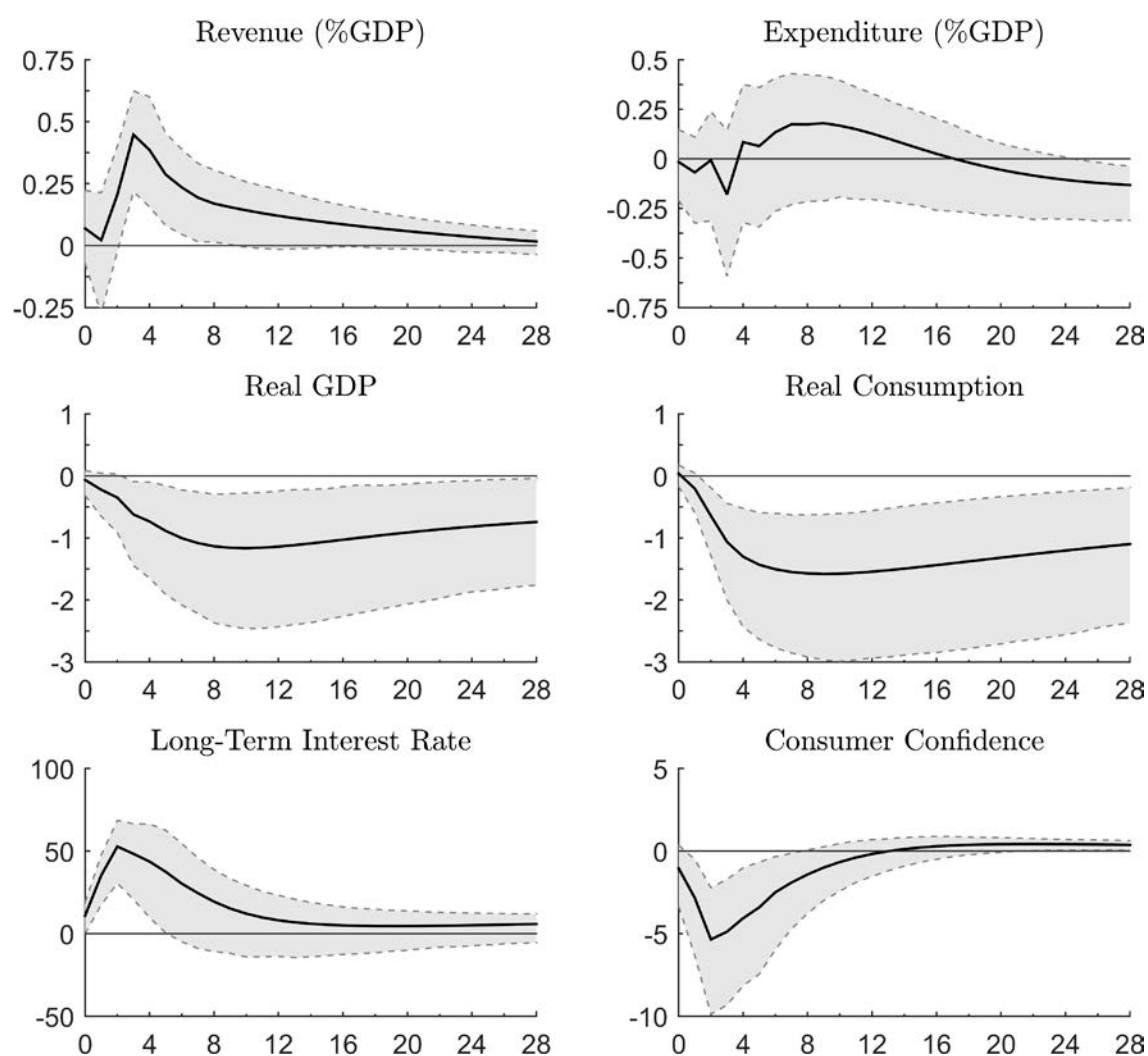 Revenue (%GDP)
0.75
0.5
0.25
0
-0.25
0 4 8 12 16 20 24 28
Expenditure (%GDP)
0.5
0.25
0
-0.25
-0.5
-0.75
0 4 8 12 16 20 24 28
Real GDP
1
0
-1
-2
-3
0 4 8 12 16 20 24 28
Real Consumption
1
0
-1
-2
-3
0 4 8 12 16 20 24 28
Long-Term Interest Rate
100
50
0
-50
0 4 8 12 16 20 24 28
Consumer Confidence
5
0
-5
-10
0 4 8 12 16 20 24 28